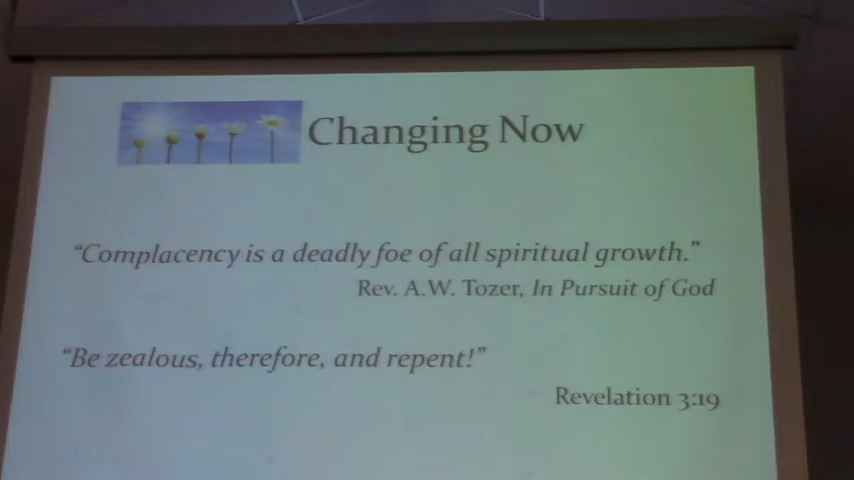 Changing Now
“Complacency is a deadly foe of all spiritual growth.”
Rev. A.W. Tozer, In Pursuit of God
“Be zealous, therefore, and repent!”
Revelation 3:19